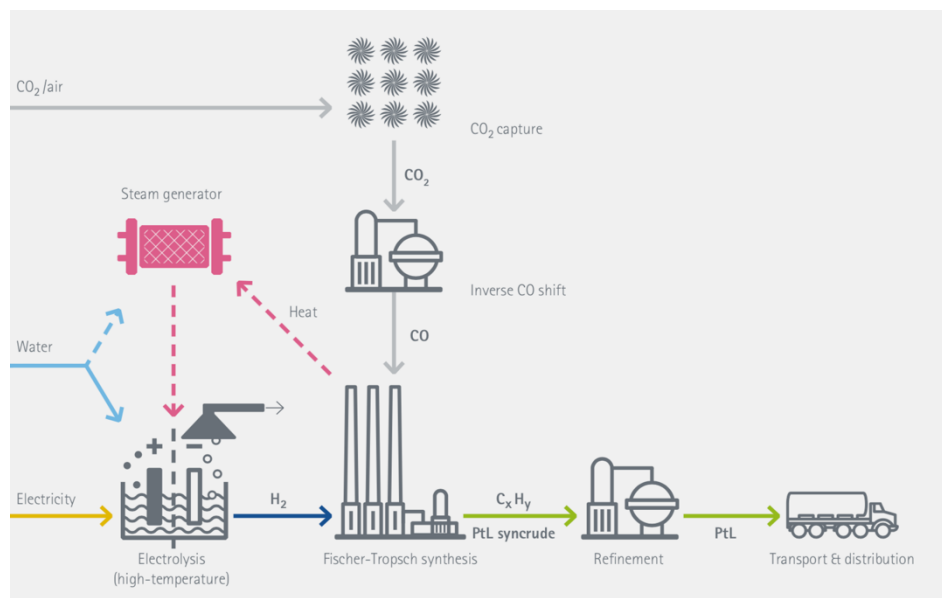 CO₂/air
CO₂ capture
CO₂
Steam generator
Inverse CO shift
Heat
CO
Water
+ −
Electricity
H₂
CₓHᵧ
PtL syncrude
PtL
Electrolysis
(high-temperature)
Fischer-Tropsch synthesis
Refinement
Transport & distribution